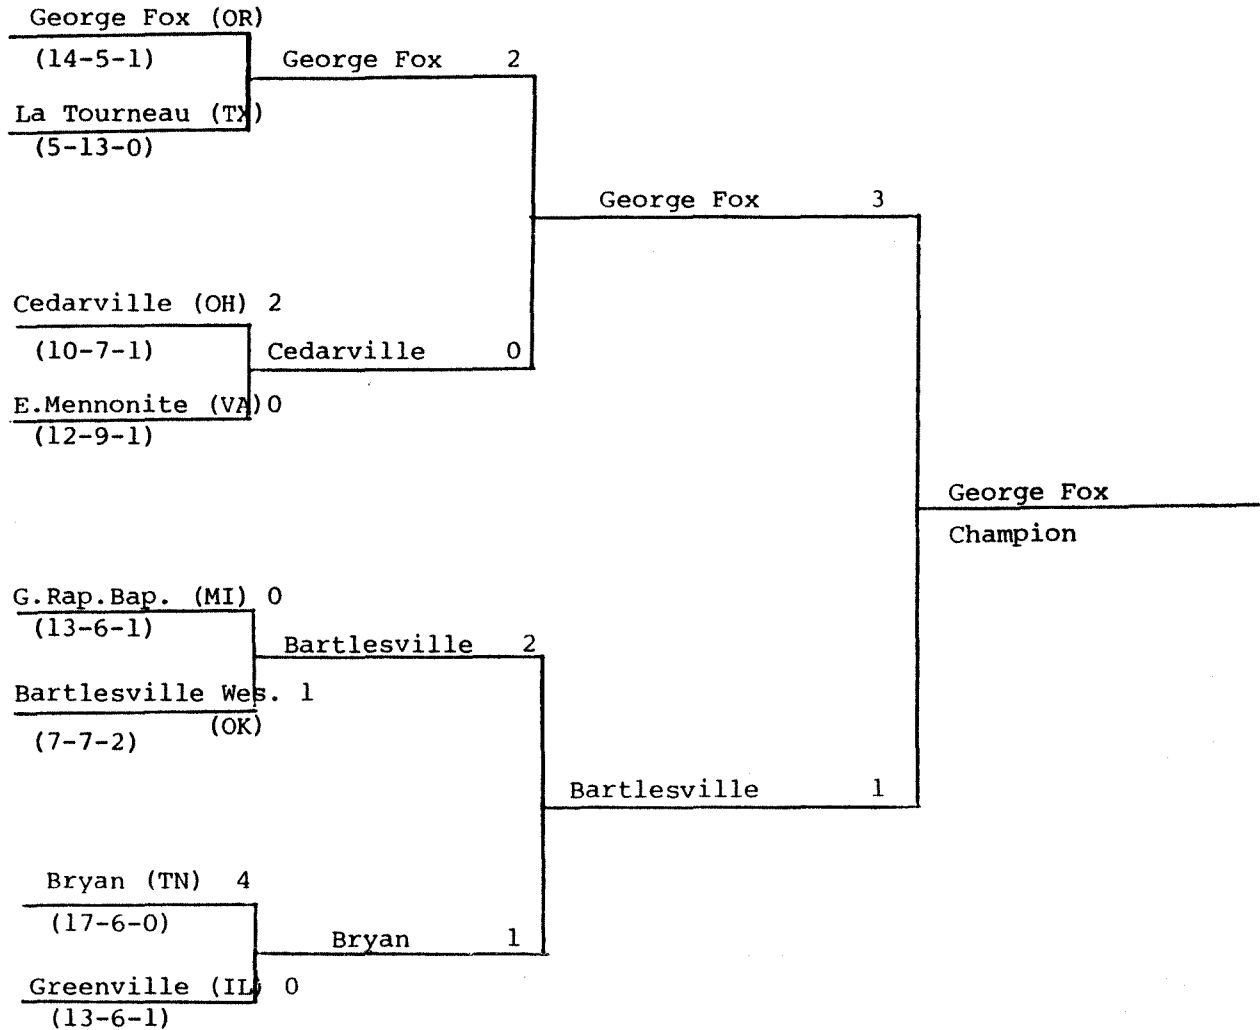 George Fox (OR)
(14-5-1)
La Tourneau (TX)
(5-13-0)
George Fox 2
Cedarville (OH) 2
(10-7-1)
E.Mennonite (VA) 0
(12-9-1)
Cedarville 0
George Fox 3
G.Rap.Bap. (MI) 0
(13-6-1)
Bartlesville Wes. 1
(OK)
(7-7-2)
Bartlesville 2
Bryan (TN) 4
(17-6-0)
Greenville (IL) 0
(13-6-1)
Bryan 1
Bartlesville 1
George Fox
Champion